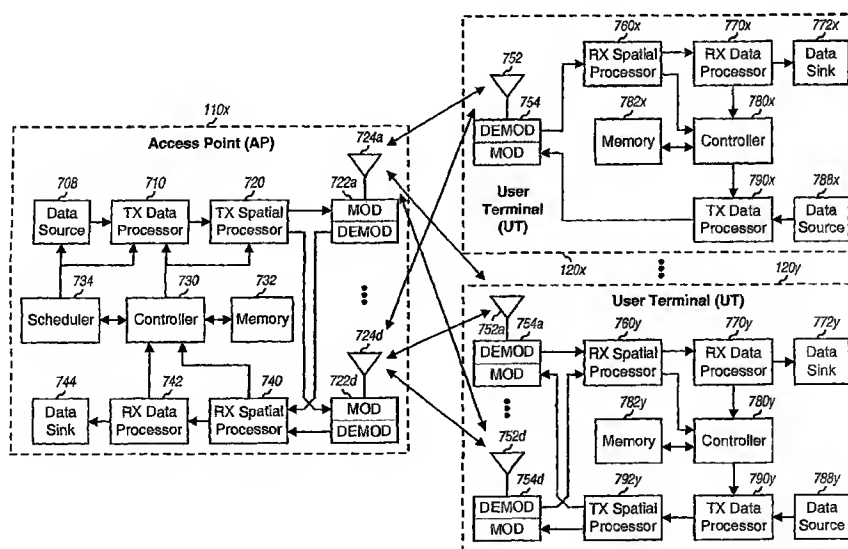 110x
Access Point (AP)
724a
708
710
720
722a
Data
Source
TX Data
Processor
TX Spatial
Processor
MOD
DEMOD
734
730
732
Scheduler
Controller
Memory
724d
744
742
740
722d
Data
Sink
RX Data
Processor
RX Spatial
Processor
MOD
DEMOD
752
760x
770x
772x
754
RX Spatial
Processor
RX Data
Processor
Data
Sink
DEMOD
MOD
782x
780x
Memory
Controller
User
Terminal
(UT)
790x
788x
TX Data
Processor
Data
Source
120x
120y
User Terminal (UT)
752a
754a
760y
770y
772y
DEMOD
MOD
RX Spatial
Processor
RX Data
Processor
Data
Sink
782y
780y
Memory
Controller
752d
754d
792y
790y
788y
DEMOD
MOD
TX Spatial
Processor
TX Data
Processor
Data
Source